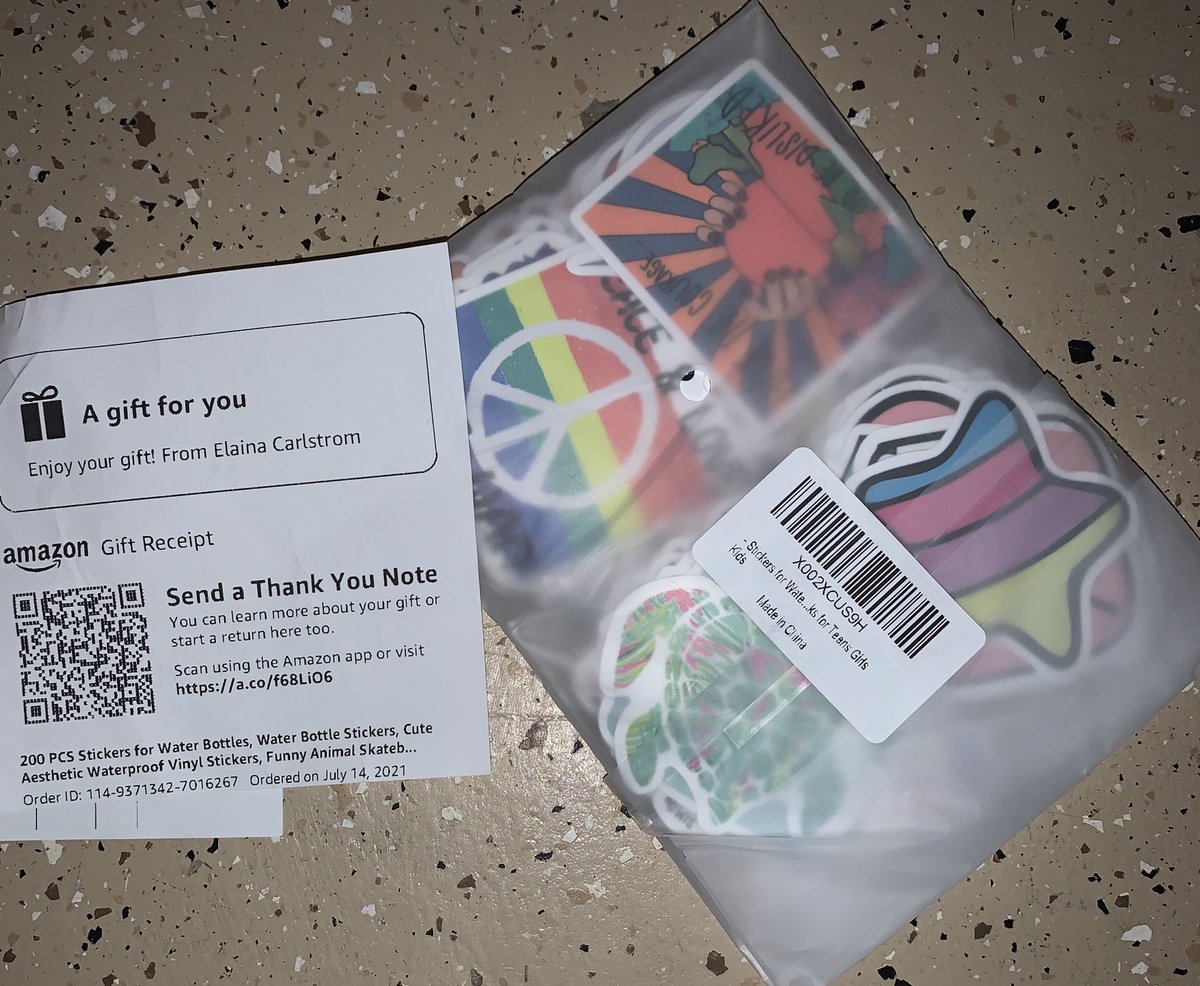 A gift for you
Enjoy your gift! From Elaina Carlstrom
amazon Gift Receipt
Send a Thank You Note
You can learn more about your gift or
start a return here too.
Scan using the Amazon app or visit
https://a.co/f68LiO6
200 PCS Stickers for Water Bottles, Water Bottle Stickers, Cute
Aesthetic Waterproof Vinyl Stickers, Funny Animal Skateb...
Order ID: 114-9371342-7016267 Ordered on July 14, 2021
COURAGE
X002XCUS9H
- Stickers for Wate...ks for Teens Girls
Kids
Made in China